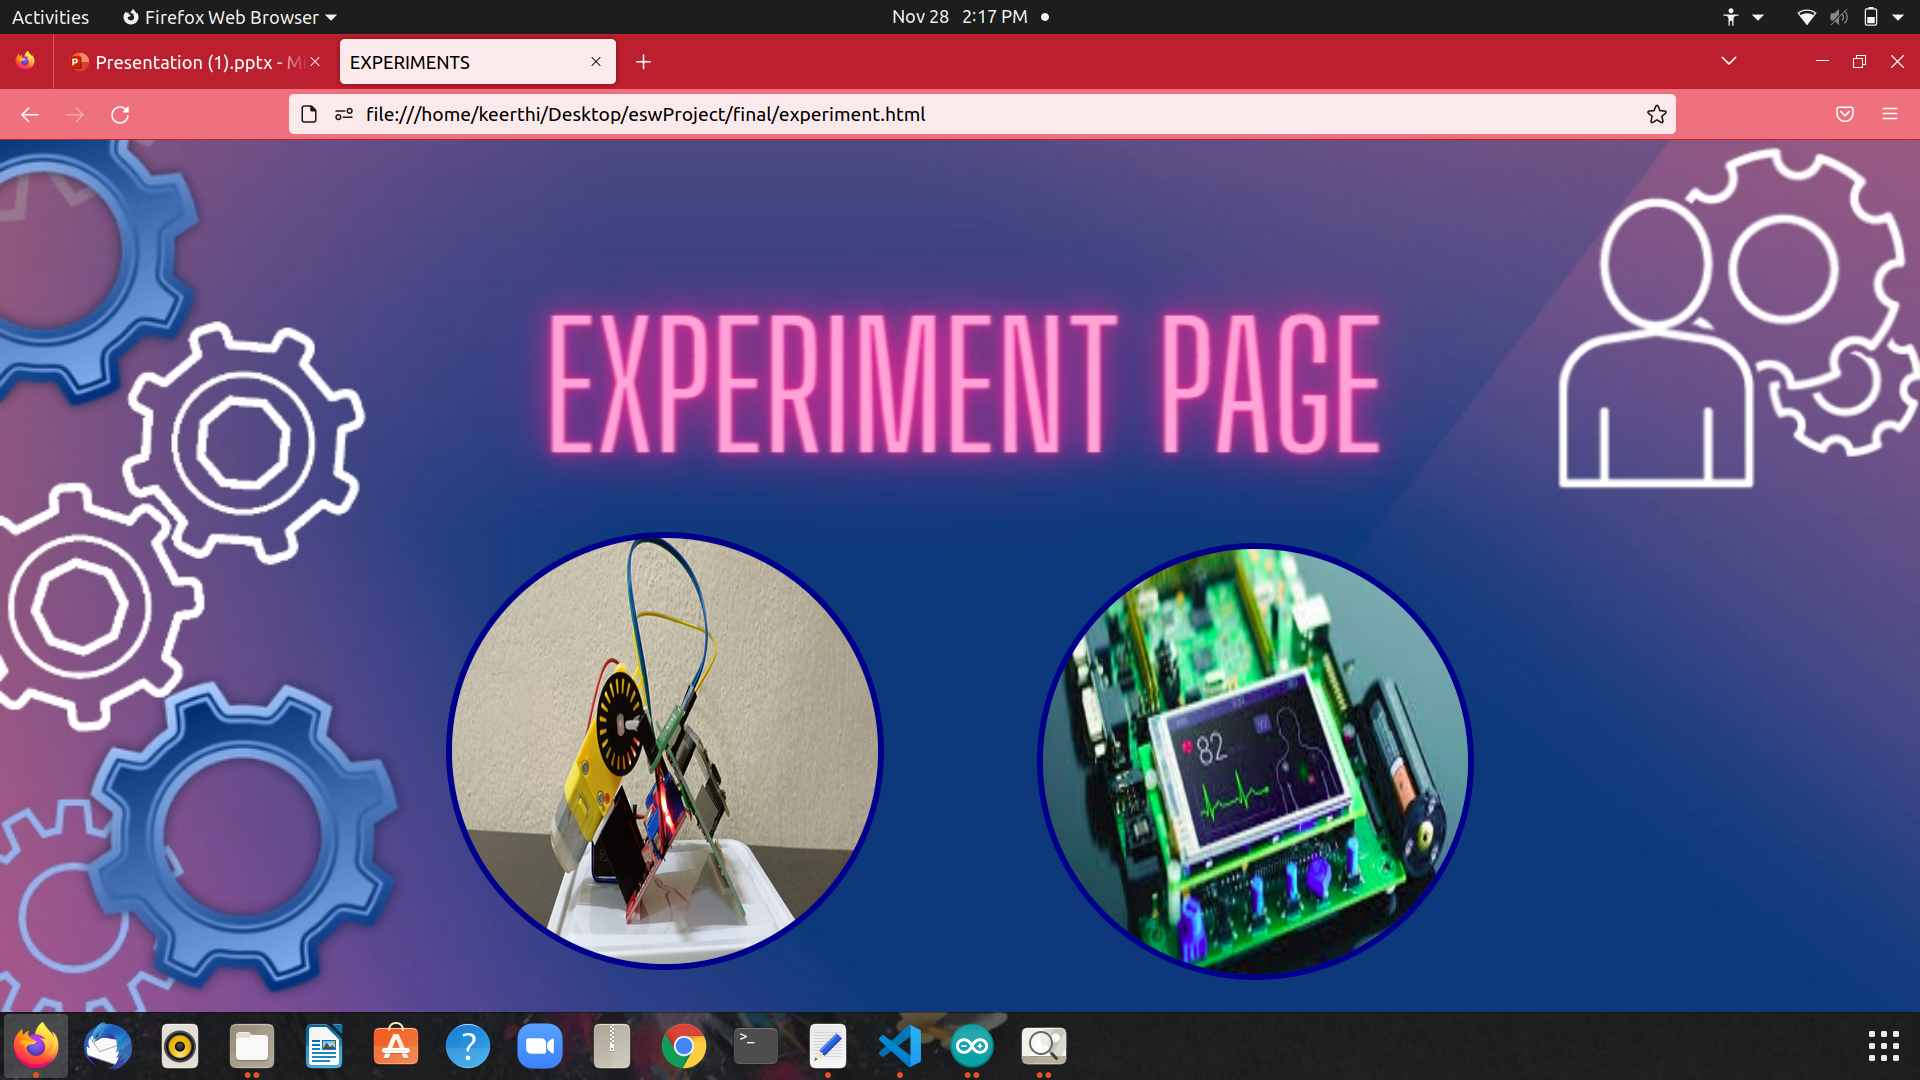 Activities Firefox Web Browser Nov 28 2:17 PM
Presentation (1).pptx - Mi EXPERIMENTS
file:///home/keerthi/Desktop/eswProject/final/experiment.html
EXPERIMENT PAGE
82